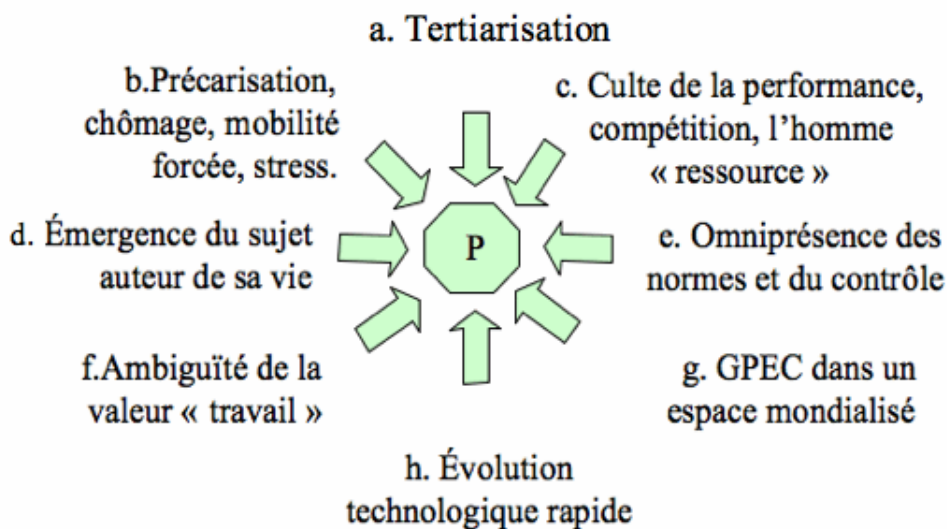 a. Tertiarisation
b.Précarisation,
chômage, mobilité
forcée, stress.
c. Culte de la performance,
compétition, l’homme
« ressource »
d. Émergence du sujet
auteur de sa vie
P
e. Omniprésence des
normes et du contrôle
f.Ambiguïté de la
valeur « travail »
g. GPEC dans un
espace mondialisé
h. Évolution
technologique rapide